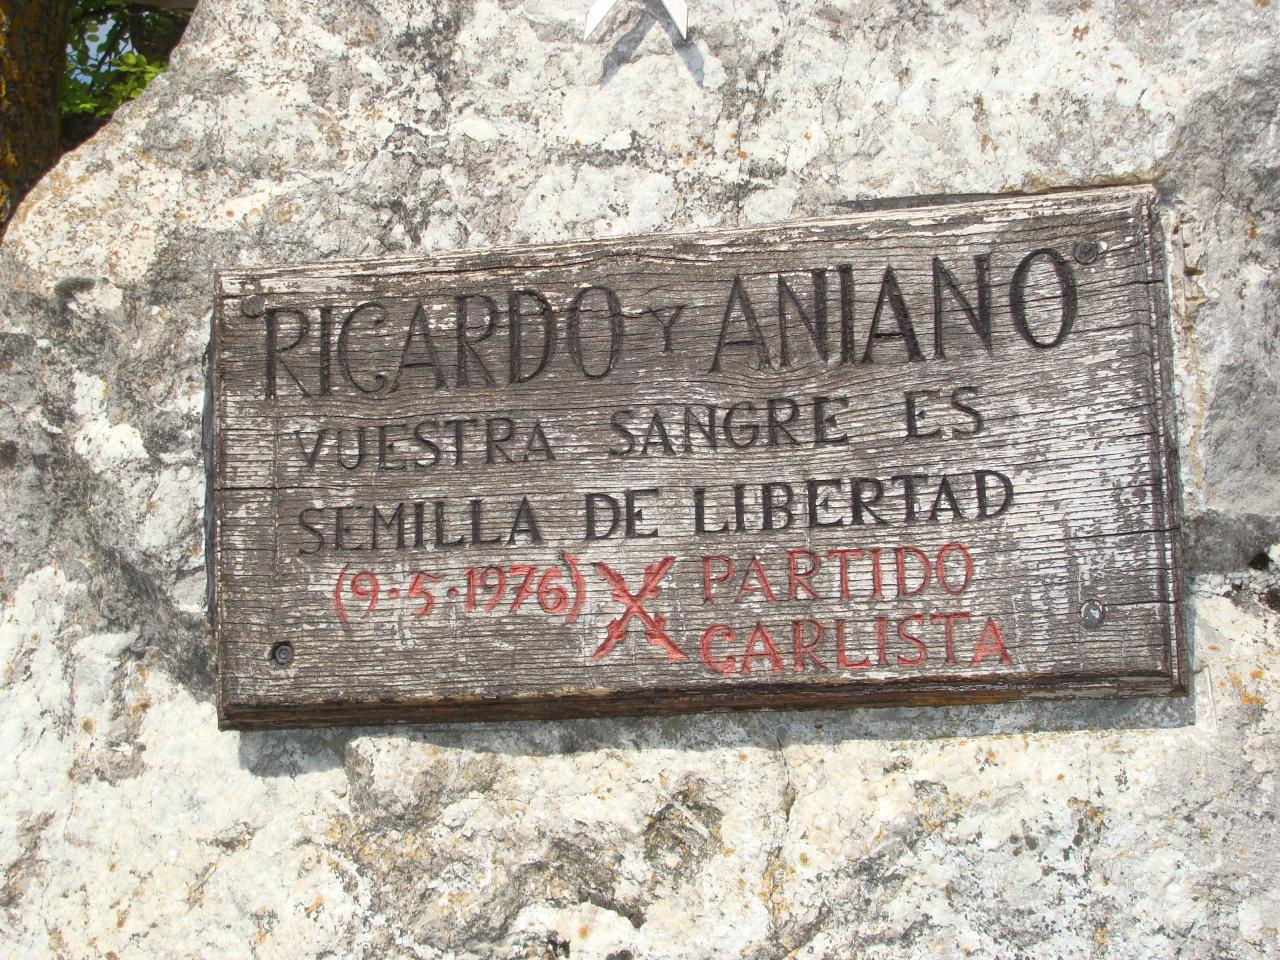 RICARDO Y ANIANO
VUESTRA SANGRE ES
SEMILLA DE LIBERTAD
(9·5·1976) PARTIDO
CARLISTA